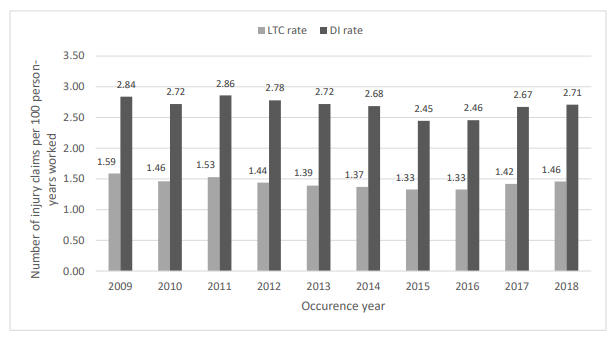 LTC rate DI rate
Number of injury claims per 100 person-
years worked
3.50
3.00
2.50
2.00
1.50
1.00
0.50
0.00
2.84 2.72 2.86 2.78 2.72 2.68 2.45 2.46 2.67 2.71
1.59 1.46 1.53 1.44 1.39 1.37 1.33 1.33 1.42 1.46
2009 2010 2011 2012 2013 2014 2015 2016 2017 2018
Occurence year